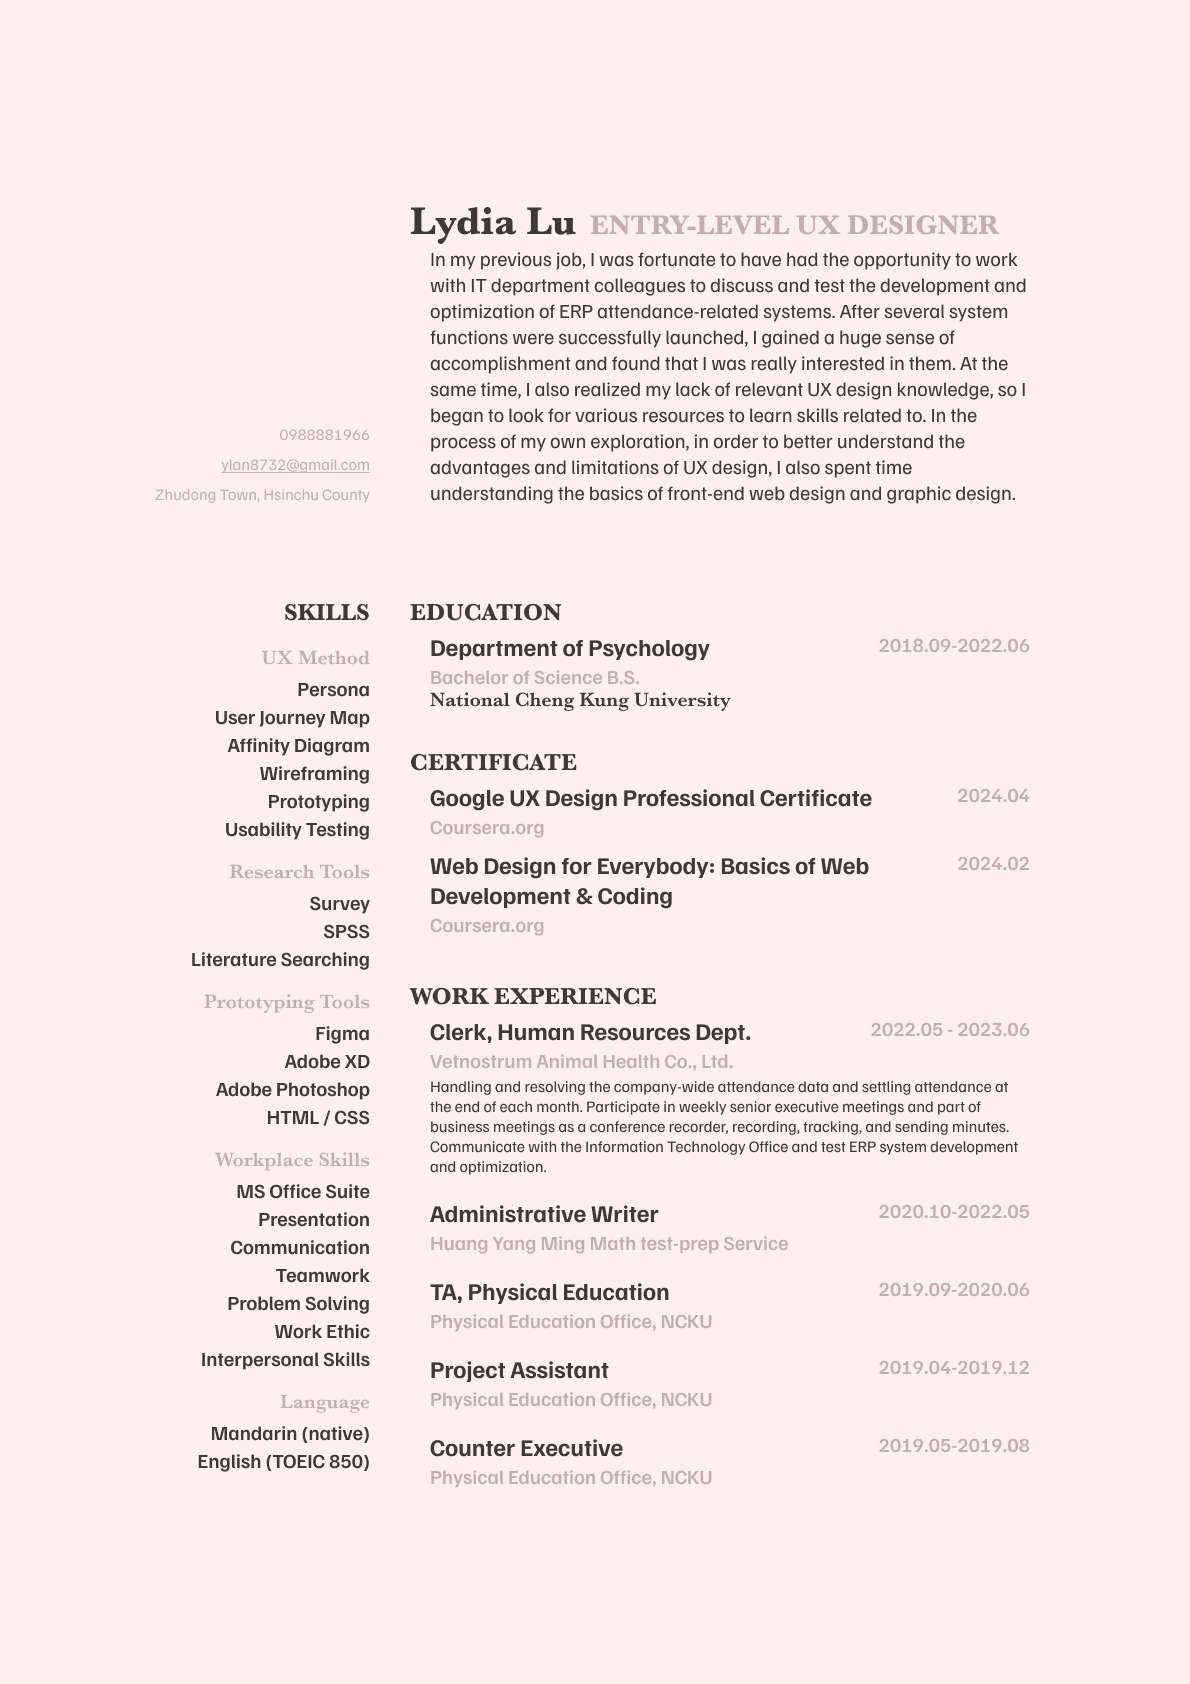 Lydia Lu ENTRY-LEVEL UX DESIGNER
In my previous job, I was fortunate to have had the opportunity to work
with IT department colleagues to discuss and test the development and
optimization of ERP attendance-related systems. After several system
functions were successfully launched, I gained a huge sense of
accomplishment and found that I was really interested in them. At the
same time, I also realized my lack of relevant UX design knowledge, so I
began to look for various resources to learn skills related to. In the
process of my own exploration, in order to better understand the
advantages and limitations of UX design, I also spent time
understanding the basics of front-end web design and graphic design.
0988881966
ylan8732@gmail.com
Zhudong Town, Hsinchu County
SKILLS
UX Method
Persona
User Journey Map
Affinity Diagram
Wireframing
Prototyping
Usability Testing
Research Tools
Survey
SPSS
Literature Searching
Prototyping Tools
Figma
Adobe XD
Adobe Photoshop
HTML / CSS
Workplace Skills
MS Office Suite
Presentation
Communication
Teamwork
Problem Solving
Work Ethic
Interpersonal Skills
Language
Mandarin (native)
English (TOEIC 850)
EDUCATION
Department of Psychology 2018.09-2022.06
Bachelor of Science B.S.
National Cheng Kung University
CERTIFICATE
Google UX Design Professional Certificate 2024.04
Coursera.org
Web Design for Everybody: Basics of Web 2024.02
Development & Coding
Coursera.org
WORK EXPERIENCE
Clerk, Human Resources Dept. 2022.05 - 2023.06
Vetnostrum Animal Health Co., Ltd.
Handling and resolving the company-wide attendance data and settling attendance at
the end of each month. Participate in weekly senior executive meetings and part of
business meetings as a conference recorder, recording, tracking, and sending minutes.
Communicate with the Information Technology Office and test ERP system development
and optimization.
Administrative Writer 2020.10-2022.05
Huang Yang Ming Math test-prep Service
TA, Physical Education 2019.09-2020.06
Physical Education Office, NCKU
Project Assistant 2019.04-2019.12
Physical Education Office, NCKU
Counter Executive 2019.05-2019.08
Physical Education Office, NCKU